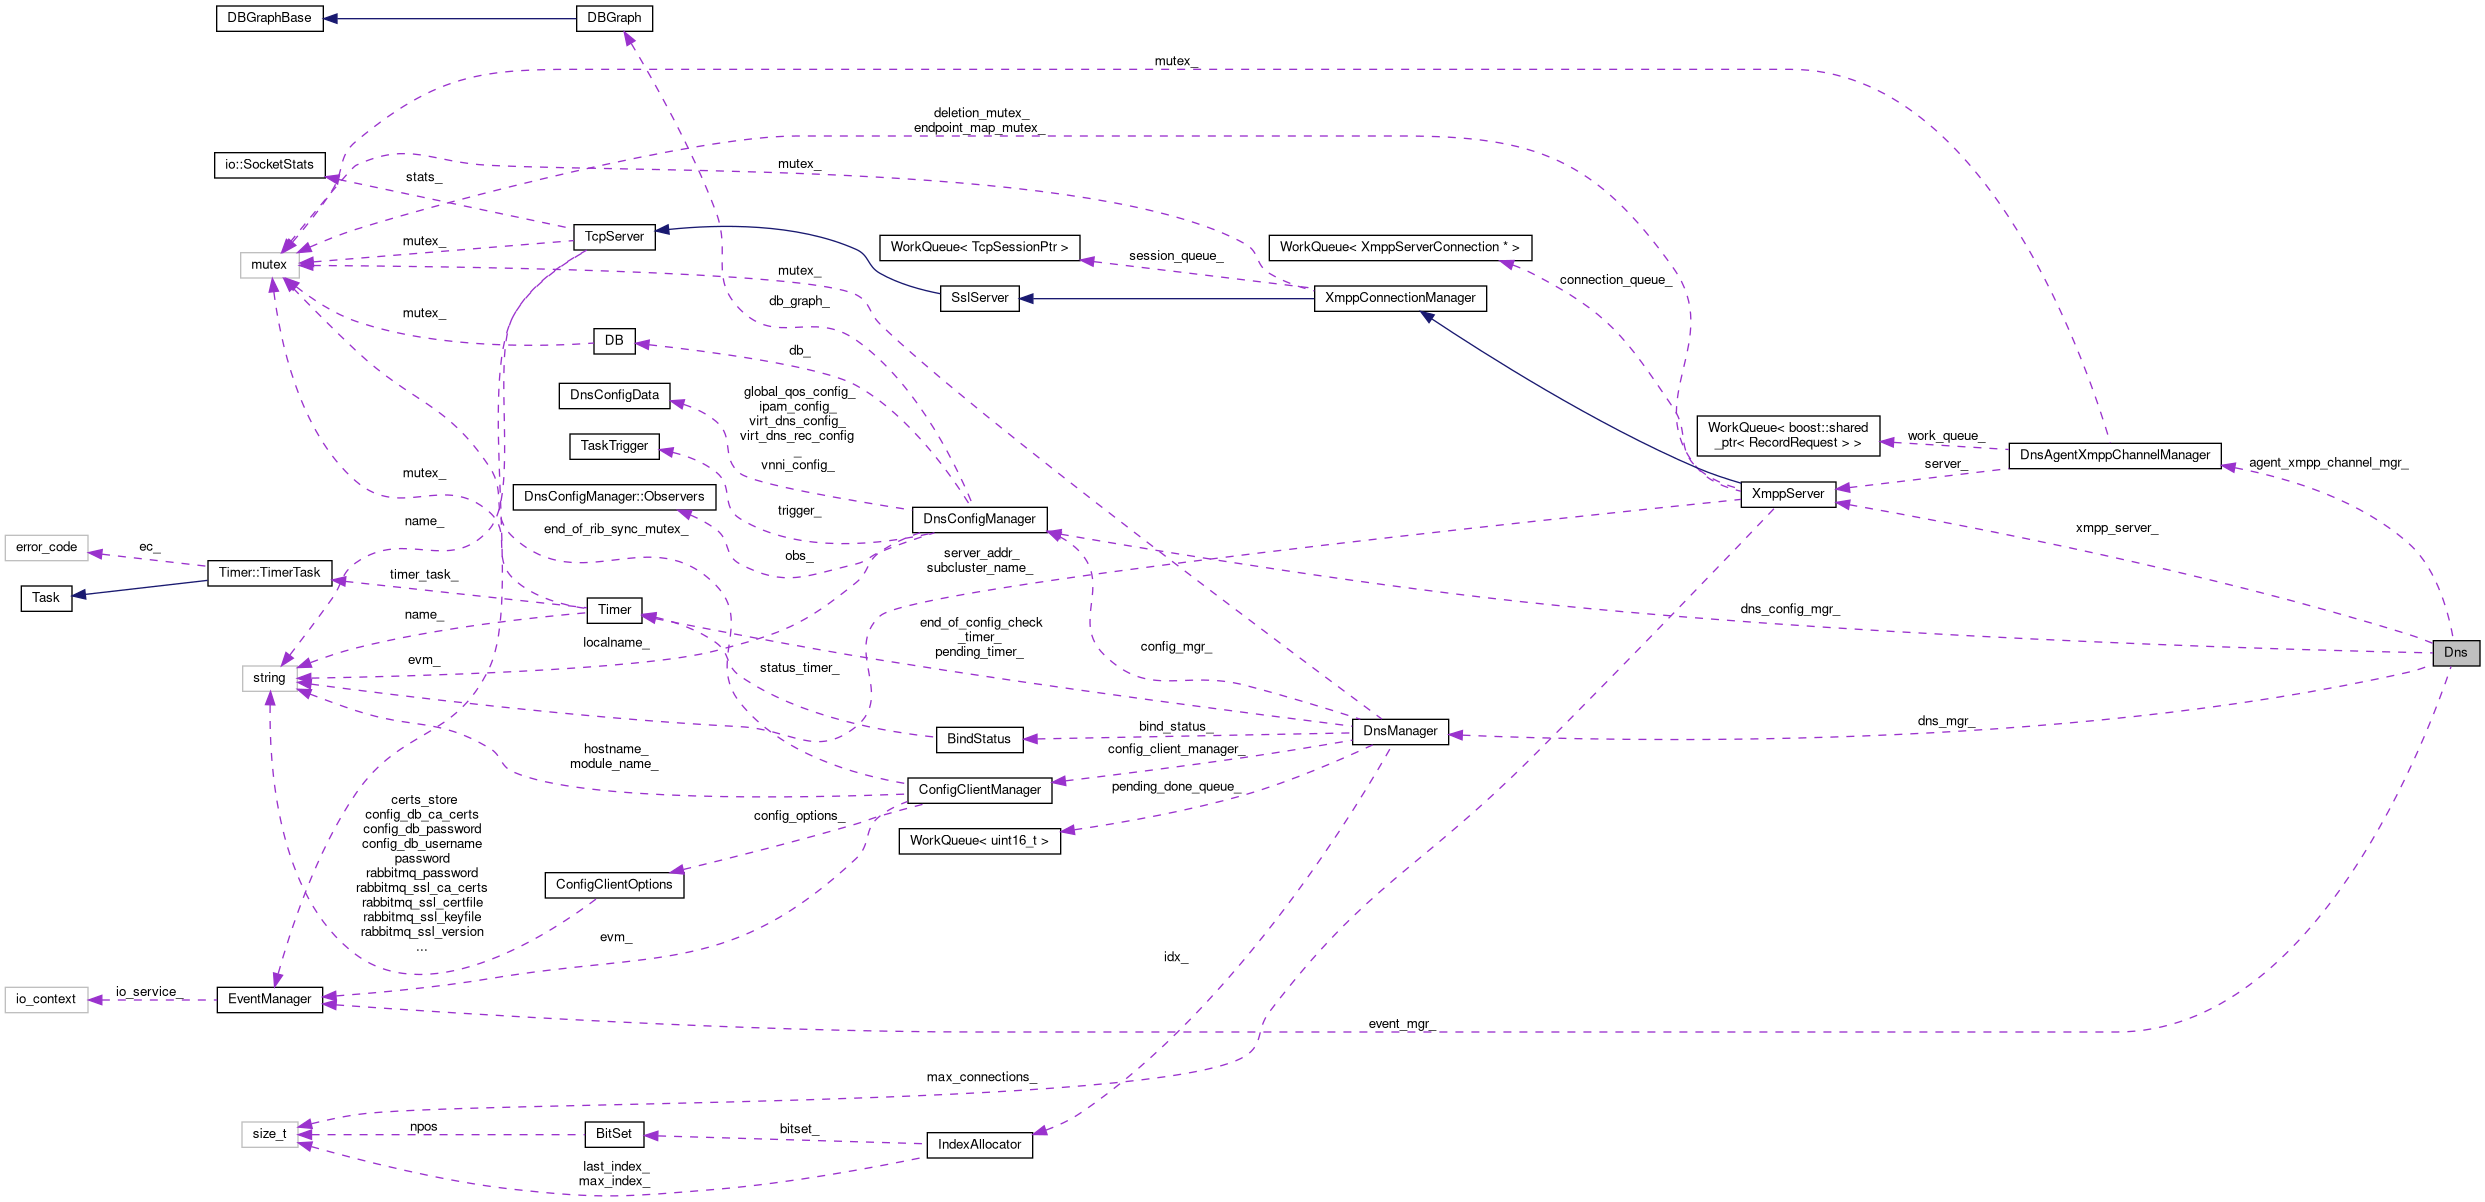 DBGraphBase
DBGraph
mutex_
deletion_mutex_
endpoint_map_mutex_
io::SocketStats
mutex_
stats_
TcpServer
mutex_
WorkQueue< TcpSessionPtr >
WorkQueue< XmppServerConnection * >
session_queue_
mutex
mutex_
connection_queue_
SslServer
XmppConnectionManager
db_graph_
mutex_
DB
db_
DnsConfigData
global_qos_config_
ipam_config_
virt_dns_config_
virt_dns_rec_config
_
vnni_config_
WorkQueue< boost::shared
_ptr< RecordRequest > >
work_queue_
DnsAgentXmppChannelManager
agent_xmpp_channel_mgr_
TaskTrigger
server_
mutex_
DnsConfigManager::Observers
XmppServer
trigger_
DnsConfigManager
name_
end_of_rib_sync_mutex_
xmpp_server_
error_code
ec_
obs_
server_addr_
subcluster_name_
Timer::TimerTask
timer_task_
Task
Timer
name_
dns_config_mgr_
end_of_config_check
_timer_
pending_timer_
localname_
config_mgr_
Dns
evm_
status_timer_
string
BindStatus
bind_status_
DnsManager
dns_mgr_
hostname_
module_name_
config_client_manager_
ConfigClientManager
pending_done_queue_
certs_store
config_db_ca_certs
config_db_password
config_db_username
password
rabbitmq_password
rabbitmq_ssl_ca_certs
rabbitmq_ssl_certfile
rabbitmq_ssl_keyfile
rabbitmq_ssl_version
...
config_options_
WorkQueue< uint16_t >
ConfigClientOptions
evm_
idx_
io_context
io_service_
EventManager
event_mgr_
max_connections_
size_t
npos
BitSet
bitset_
IndexAllocator
last_index_
max_index_